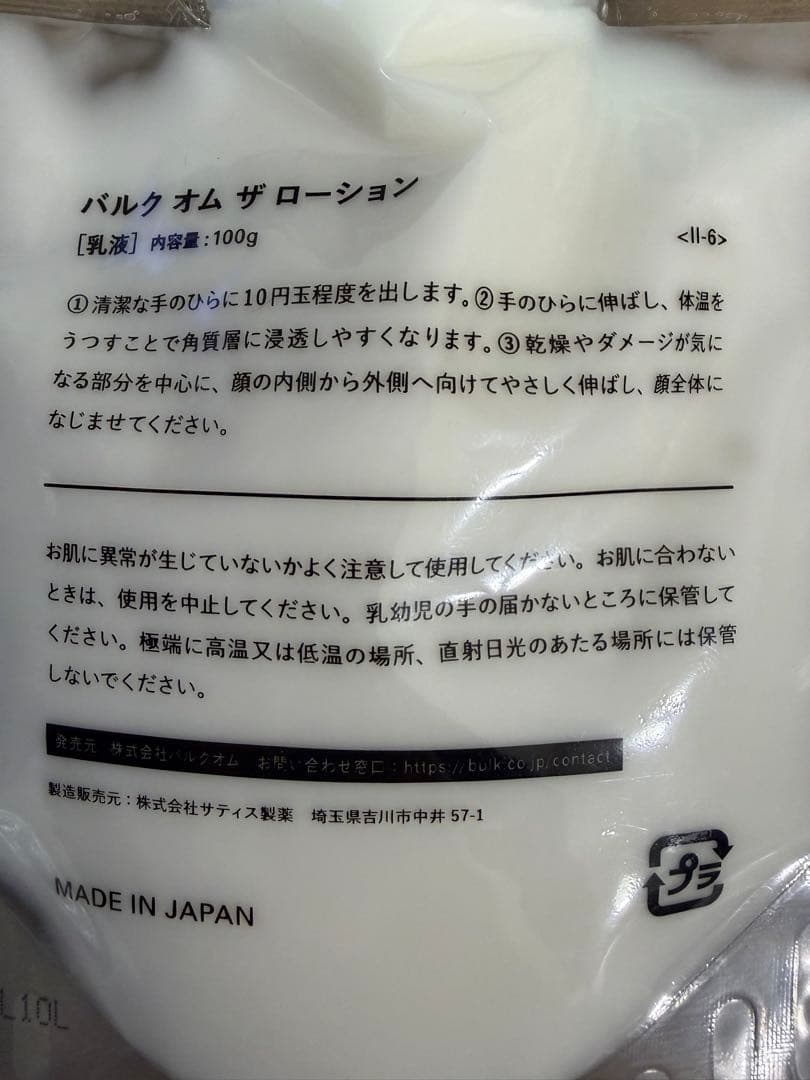 バルク オム ザ ローション
[乳液] 内容量:100g
<II-6>
①清潔な手のひらに10円玉程度を出します。②手のひらに伸ばし、体温を
うつすことで角質層に浸透しやすくなります。③乾燥やダメージが気に
なる部分を中心に、顔の内側から外側へ向けてやさしく伸ばし、顔全体に
なじませてください。
お肌に異常が生じていないかよく注意して使用してください。お肌に合わない
ときは、使用を中止してください。乳幼児の手の届かないところに保管して
ください。極端に高温又は低温の場所、直射日光のあたる場所には保管
しないでください。
発売元 株式会社バルクオム お問い合わせ窓口:https://bulk.co.jp/contact
製造販売元:株式会社サティス製薬 埼玉県吉川市中井 57-1
プラ
MADE IN JAPAN
L10L